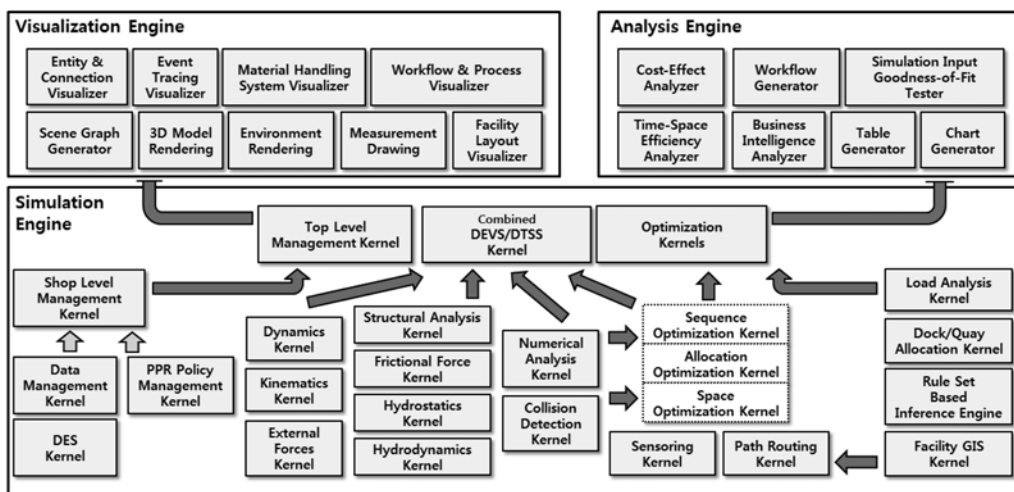 Visualization Engine
Entity &
Connection
Visualizer
Event
Tracing
Visualizer
Material Handling
System Visualizer
Workflow & Process
Visualizer
Scene Graph
Generator
3D Model
Rendering
Environment
Rendering
Measurement
Drawing
Facility
Layout
Visualizer
Analysis Engine
Cost-Effect
Analyzer
Workflow
Generator
Simulation Input
Goodness-of-Fit
Tester
Time-Space
Efficiency
Analyzer
Business
Intelligence
Analyzer
Table
Generator
Chart
Generator
Simulation
Engine
Top Level
Management Kernel
Combined
DEVS/DTSS
Kernel
Optimization
Kernels
Shop Level
Management
Kernel
Data
Management
Kernel
PPR Policy
Management
Kernel
DES
Kernel
Dynamics
Kernel
Kinematics
Kernel
External
Forces Kernel
Structural Analysis
Kernel
Frictional Force
Kernel
Hydrostatics
Kernel
Hydrodynamics
Kernel
Numerical
Analysis
Kernel
Collision
Detection
Kernel
Sequence
Optimization Kernel
Allocation
Optimization Kernel
Space
Optimization Kernel
Sensoring
Kernel
Path Routing
Kernel
Load Analysis
Kernel
Dock/Quay
Allocation Kernel
Rule Set
Based
Inference Engine
Facility GIS
Kernel